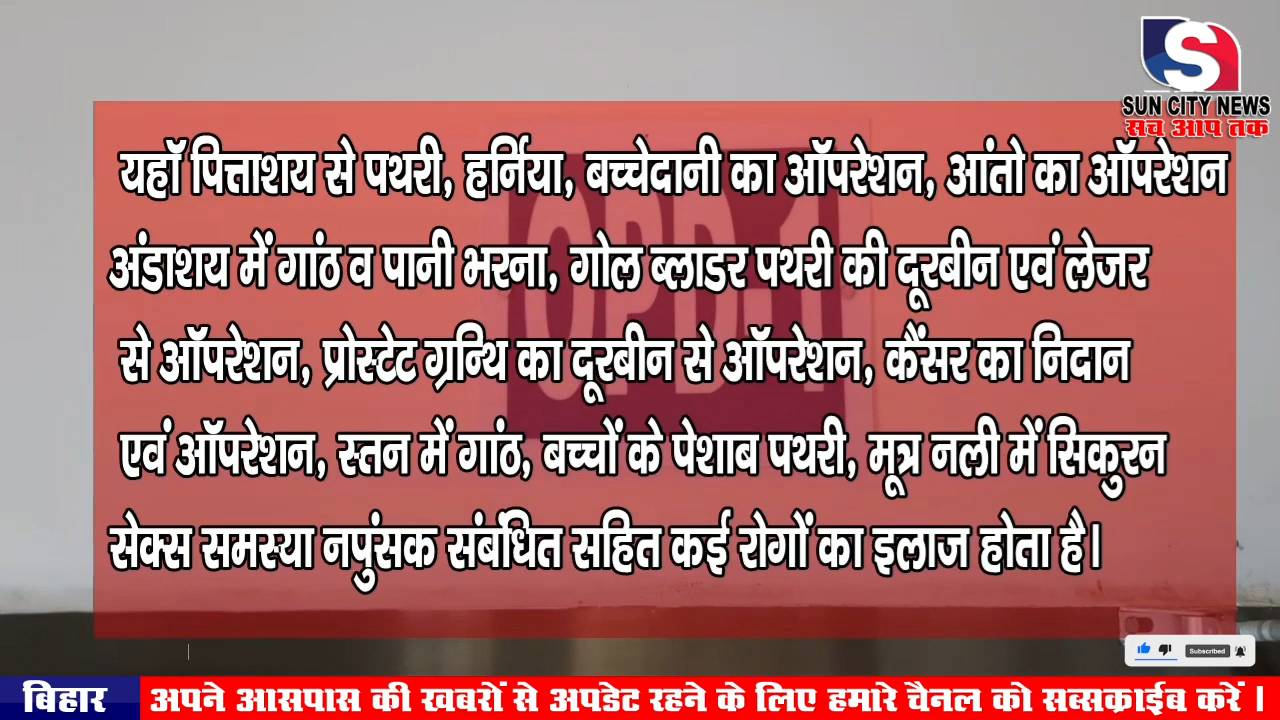 SUN CITY NEWS
सच आप तक
यहाॅ पित्ताशय से पथरी, हर्निया, बच्चेदानी का ऑपरेशन, आंतो का ऑपरेशन
अंडाशय में गांठ व पानी भरना, गोल ब्लाडर पथरी की दूरबीन एवं लेजर
से ऑपरेशन, प्रोस्टेट ग्रन्थि का दूरबीन से ऑपरेशन, कैंसर का निदान
एवं ऑपरेशन, स्तन में गांठ, बच्चों के पेशाब पथरी, मूत्र नली में सिकुरन
सेक्स समस्या नपुंसक संबंधित सहित कई रोगों का इलाज होता है।
OPD-1
Subscribed
बिहार
अपने आसपास की खबरों से अपडेट रहने के लिए हमारे चैनल को सब्सक्राईब करें ।